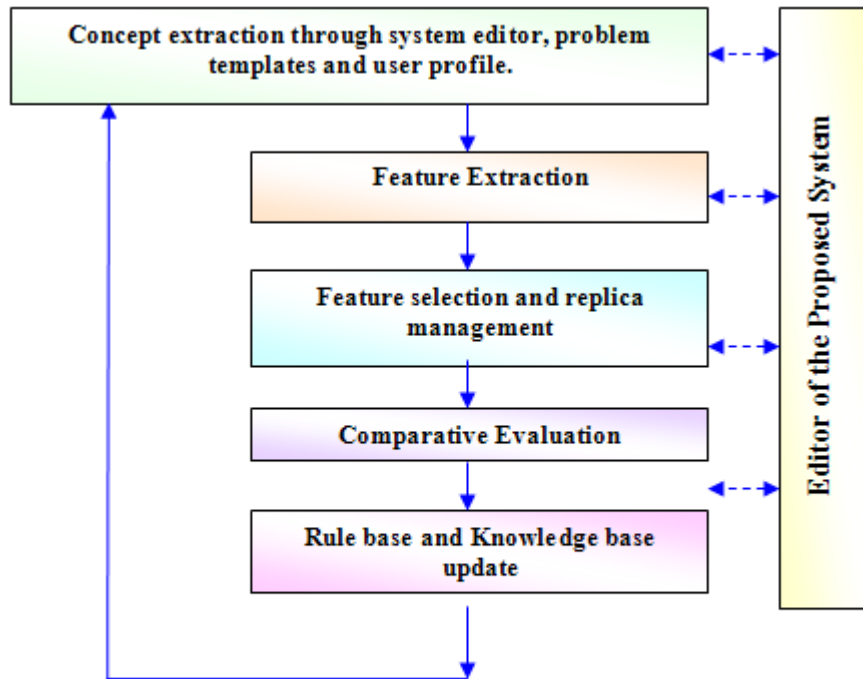 Concept extraction through system editor, problem
templates and user profile.
Feature Extraction
Feature selection and replica
management
Comparative Evaluation
Rule base and Knowledge base
update
Editor of the Proposed System